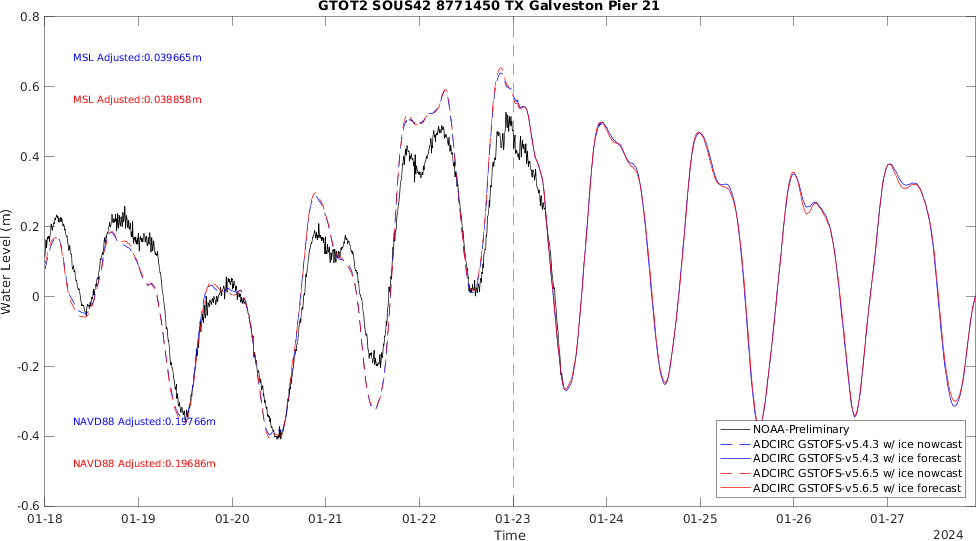 GTOT2 SOUS42 8771450 TX Galveston Pier 21
0.8
MSL Adjusted:0.039665m
0.6
MSL Adjusted:0.038858m
0.4
0.2
Water Level (m)
0
-0.2
-0.4
NAVD88 Adjusted:0.19766m
NAVD88 Adjusted:0.19686m
-0.6
NOAA-Preliminary
ADCIRC GSTOFS-v5.4.3 w/ ice nowcast
ADCIRC GSTOFS-v5.4.3 w/ ice forecast
ADCIRC GSTOFS-v5.6.5 w/ ice nowcast
ADCIRC GSTOFS-v5.6.5 w/ ice forecast
01-18 01-19 01-20 01-21 01-22 01-23 01-24 01-25 01-26 01-27
Time
2024